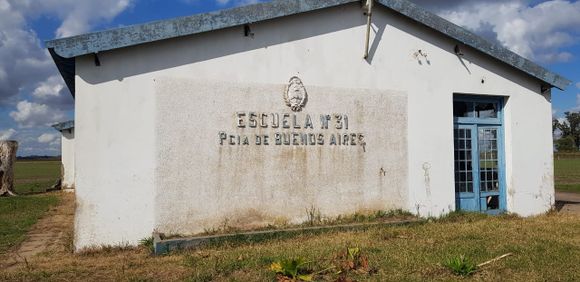 ESCUELA Nº 31
PCIA DE BUENOS AIRES